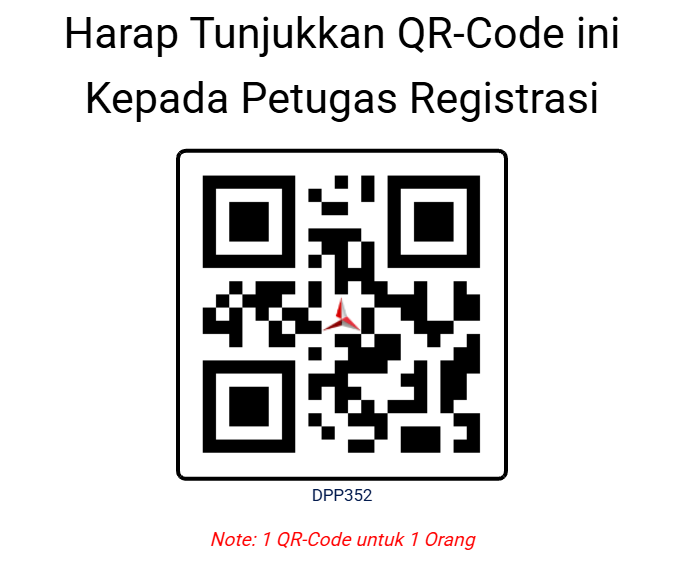 Harap Tunjukkan QR-Code ini
Kepada Petugas Registrasi
DPP352
Note: 1 QR-Code untuk 1 Orang